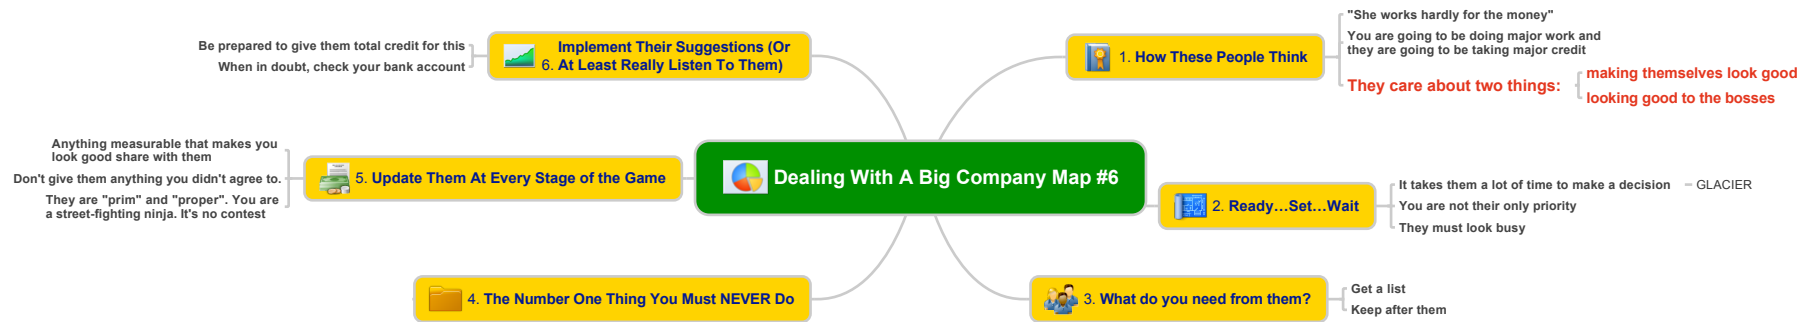 Dealing With A Big Company Map #6
1. How These People Think
"She works hardly for the money"
You are going to be doing major work and
they are going to be taking major credit
They care about two things:
making themselves look good
looking good to the bosses
2. Ready...Set...Wait
It takes them a lot of time to make a decision
GLACIER
You are not their only priority
They must look busy
3. What do you need from them?
Get a list
Keep after them
4. The Number One Thing You Must NEVER Do
5. Update Them At Every Stage of the Game
Anything measurable that makes you
look good share with them
Don't give them anything you didn't agree to.
They are "prim" and "proper". You are
a street-fighting ninja. It's no contest
Implement Their Suggestions (Or
6. At Least Really Listen To Them)
Be prepared to give them total credit for this
When in doubt, check your bank account